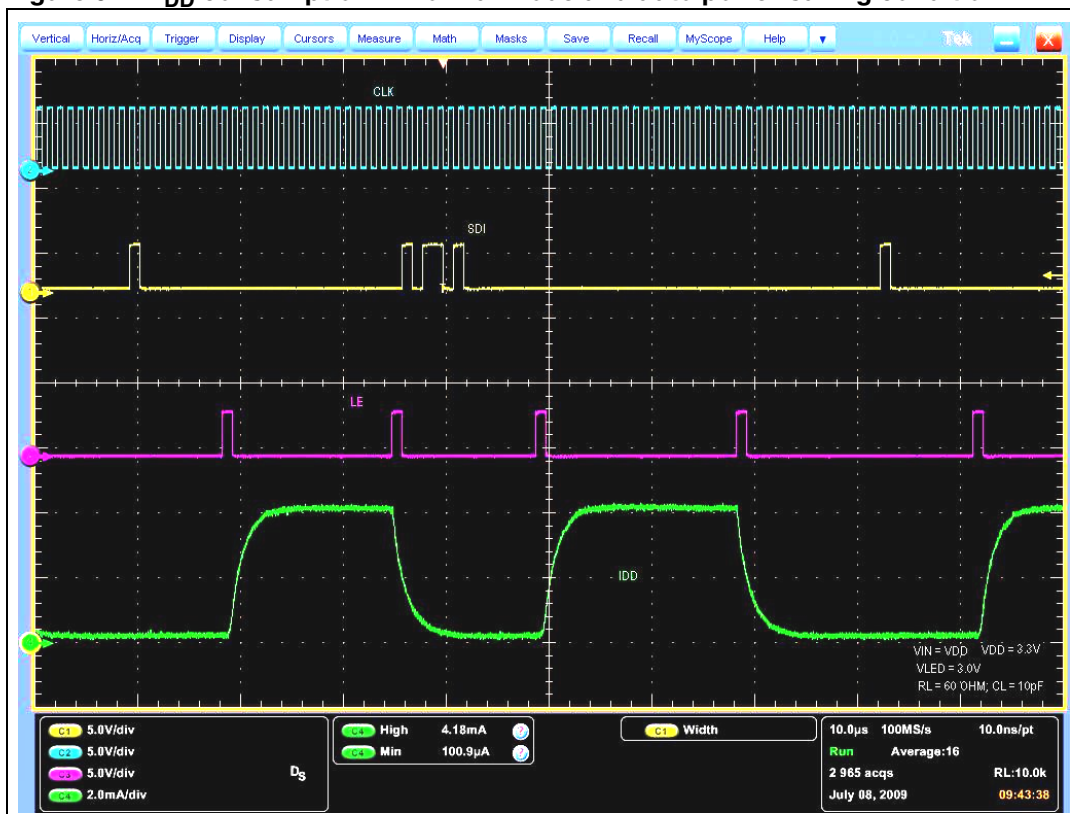 Vertical Horiz/Acq Trigger Display Cursors Measure Math Masks Save Recall MyScope Help Tek X
CLK
SDI
LE
IDD
VIN = VDD VDD = 3.3V
VLED = 3.0V
RL = 60 OHM; CL = 10pF
C1 5.0V/div
C2 5.0V/div
C3 5.0V/div
C4 2.0mA/div
DS
C4 High 4.18mA ?
C4 Min 100.9µA ?
C1 Width
10.0µs 100MS/s 10.0ns/pt
Run Average:16
2 965 acqs RL:10.0k
July 08, 2009 09:43:38